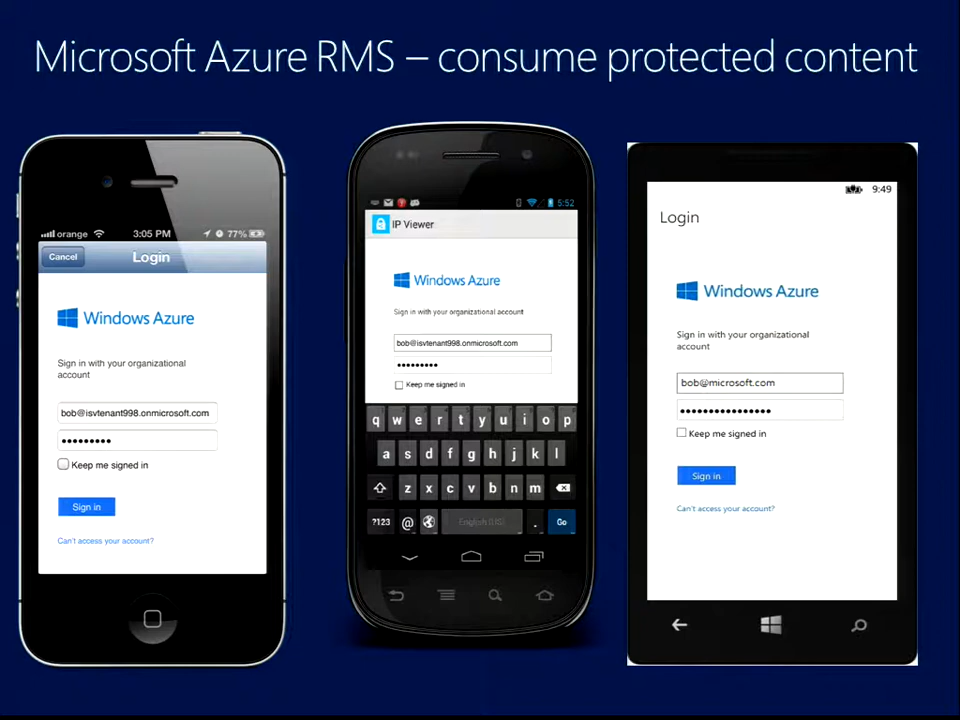 Microsoft Azure RMS – consume protected content
orange
3:05 PM
77%
Cancel
Login
Windows Azure
Sign in with your organizational
account
bob@isvtenant998.onmicrosoft.com
•••••••••
Keep me signed in
Sign in
Can't access your account?
5:52
IP Viewer
Windows Azure
Sign in with your organizational account
bob@isvtenant998.onmicrosoft.com
•••••••••
Keep me signed in
q w e r t y u i o p
a s d f g h j k l
z x c v b n m
?123 @ English (US) . Go
9:49
Login
Windows Azure
Sign in with your organizational
account
bob@microsoft.com
••••••••••••••••
Keep me signed in
Sign in
Can't access your account?